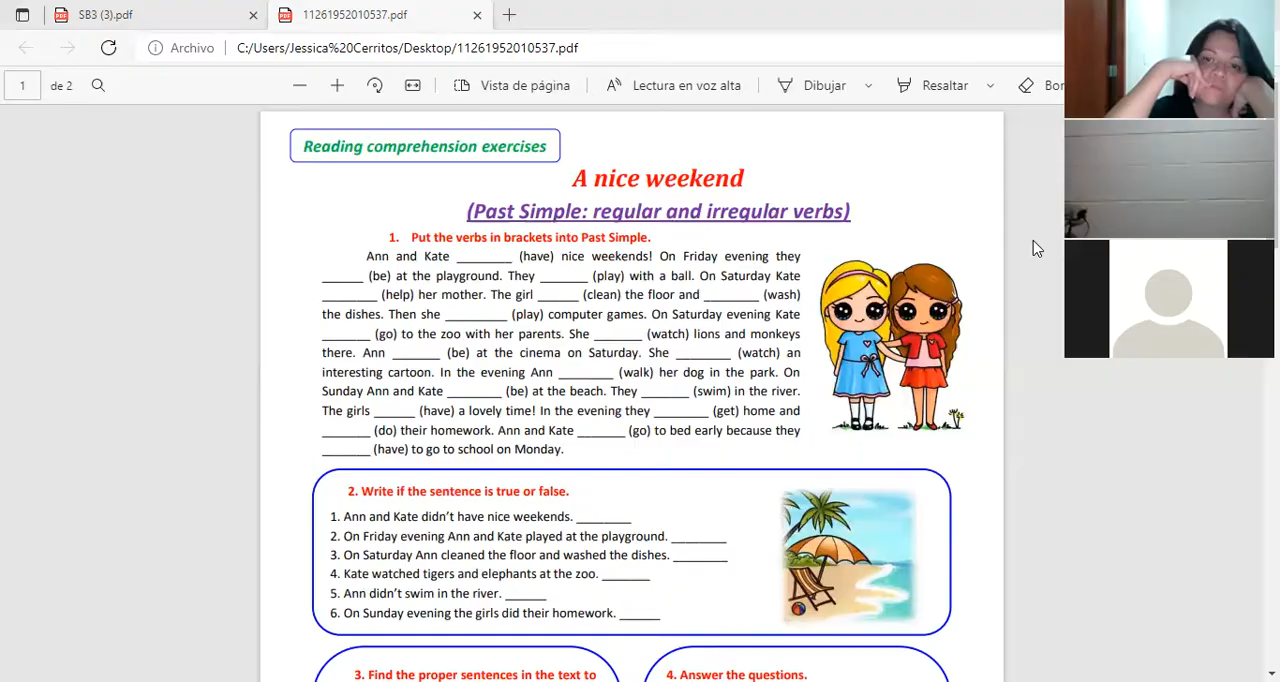 SB3 (3).pdf
11261952010537.pdf
Archivo
C:/Users/Jessica%20Cerritos/Desktop/11261952010537.pdf
1 de 2
Vista de página
Lectura en voz alta
Dibujar
Resaltar
Reading comprehension exercises
A nice weekend
(Past Simple: regular and irregular verbs)
1. Put the verbs in brackets into Past Simple.
Ann and Kate ________ (have) nice weekends! On Friday evening they
______ (be) at the playground. They _______ (play) with a ball. On Saturday Kate
________ (help) her mother. The girl ______ (clean) the floor and ________ (wash)
the dishes. Then she _________ (play) computer games. On Saturday evening Kate
_______ (go) to the zoo with her parents. She _______ (watch) lions and monkeys
there. Ann _______ (be) at the cinema on Saturday. She ________ (watch) an
interesting cartoon. In the evening Ann ________ (walk) her dog in the park. On
Sunday Ann and Kate ________ (be) at the beach. They _______ (swim) in the river.
The girls ______ (have) a lovely time! In the evening they ________ (get) home and
_______ (do) their homework. Ann and Kate _______ (go) to bed early because they
_______ (have) to go to school on Monday.
2. Write if the sentence is true or false.
1. Ann and Kate didn't have nice weekends. ________
2. On Friday evening Ann and Kate played at the playground. ________
3. On Saturday Ann cleaned the floor and washed the dishes. ________
4. Kate watched tigers and elephants at the zoo. _______
5. Ann didn't swim in the river. ______
6. On Sunday evening the girls did their homework. ______
3. Find the proper sentences in the text to
4. Answer the questions.